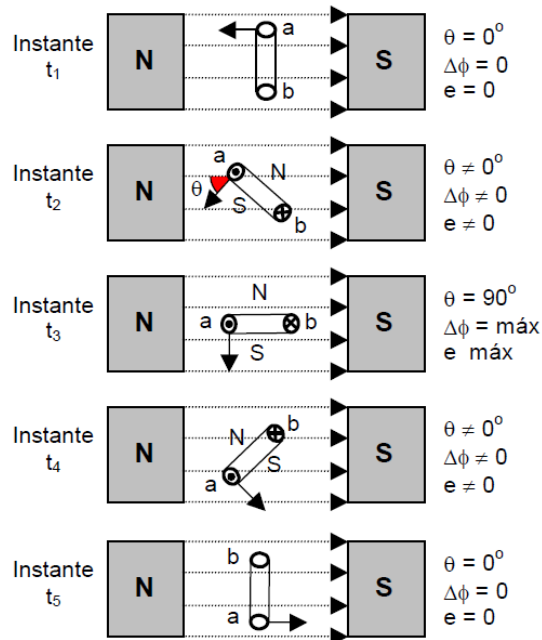 Instante
t₁
N
a
b
S
θ = 0°
Δϕ = 0
e = 0
Instante
t₂
N
a
θ
N
S
b
S
θ ≠ 0°
Δϕ ≠ 0
e ≠ 0
Instante
t₃
N
N
a
b
S
S
θ = 90°
Δϕ = máx
e máx
Instante
t₄
N
N
b
S
a
S
θ ≠ 0°
Δϕ ≠ 0
e ≠ 0
Instante
t₅
N
b
a
S
θ = 0°
Δϕ = 0
e = 0